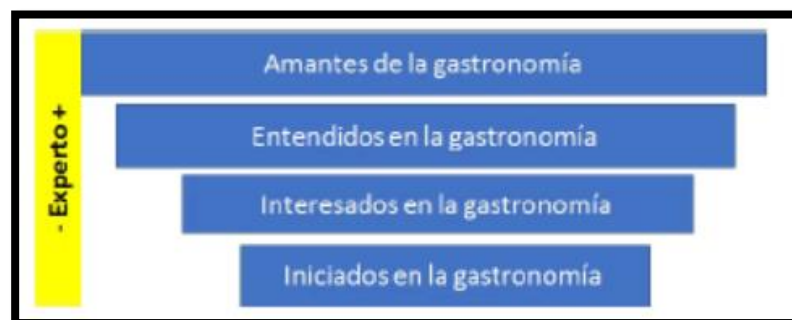 - Experto +
Amantes de la gastronomía
Entendidos en la gastronomía
Interesados en la gastronomía
Iniciados en la gastronomía